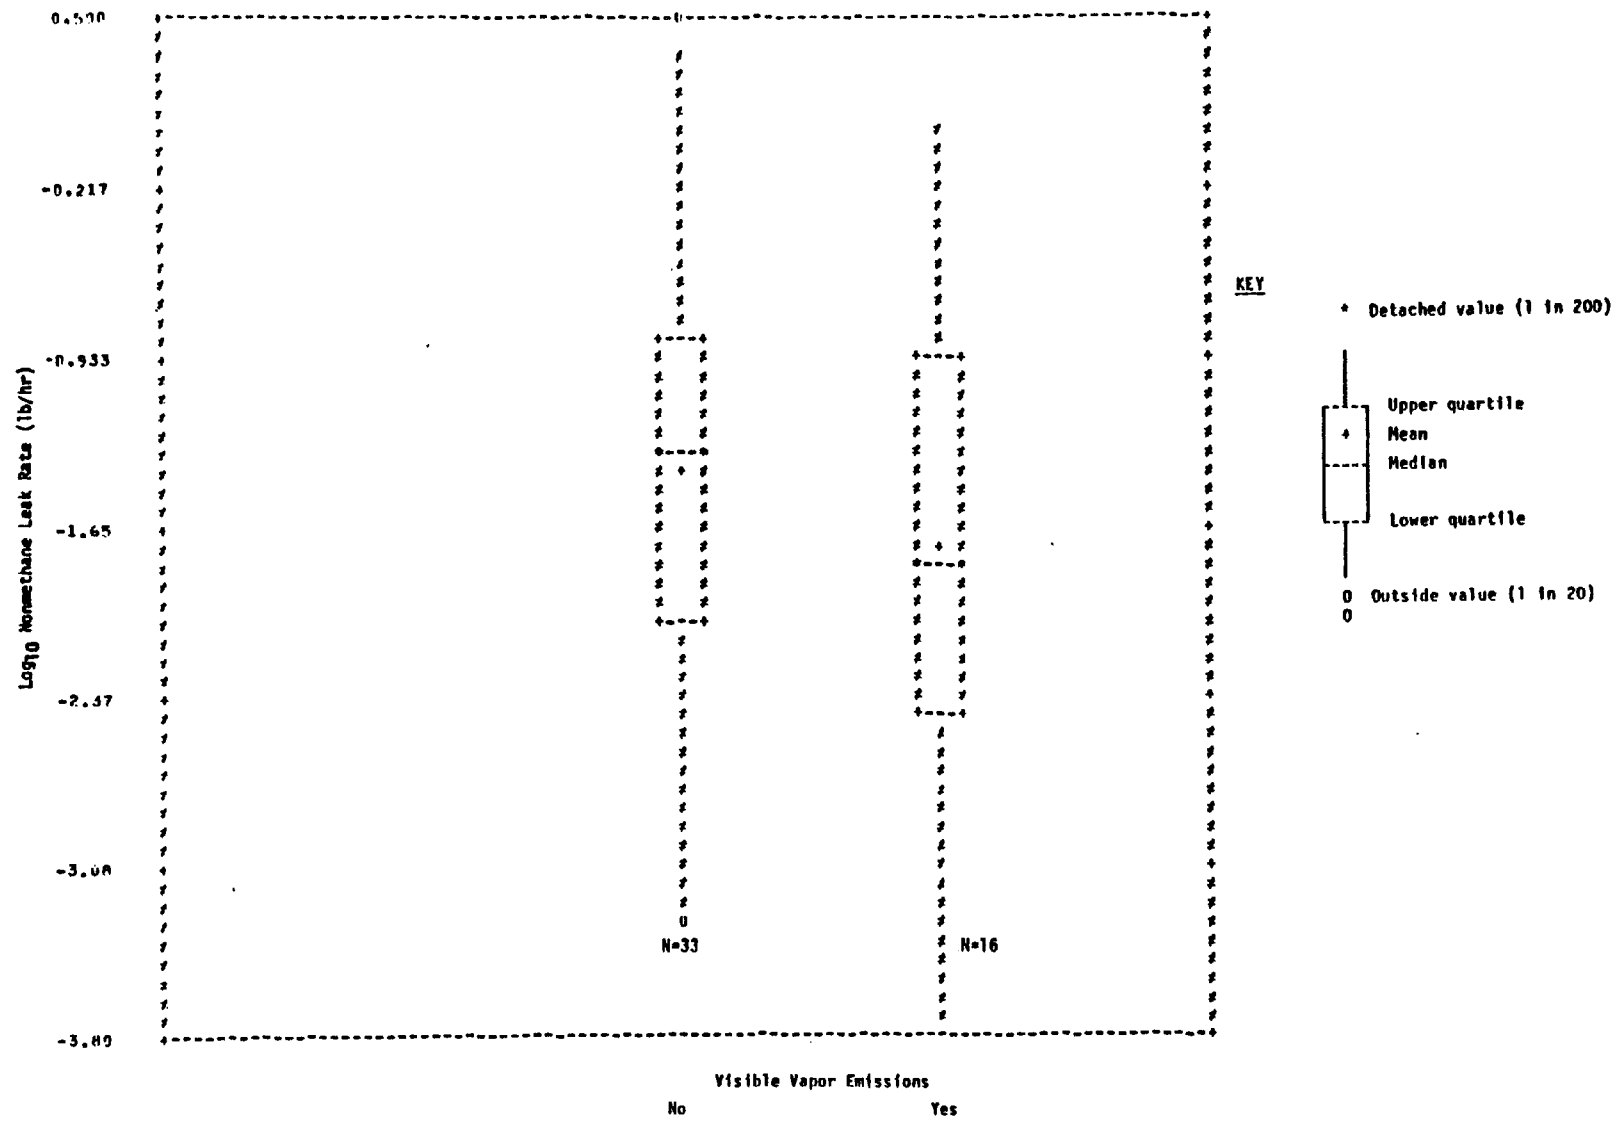 0.500
-0.217
-0.933
-1.65
-2.37
-3.08
-3.80
Log10 Nonmethane Leak Rate (lb/hr)
N=33
N=16
Visible Vapor Emissions
No
Yes
KEY
* Detached value (1 in 200)
Upper quartile
+ Mean
Median
Lower quartile
0 Outside value (1 in 20)
0